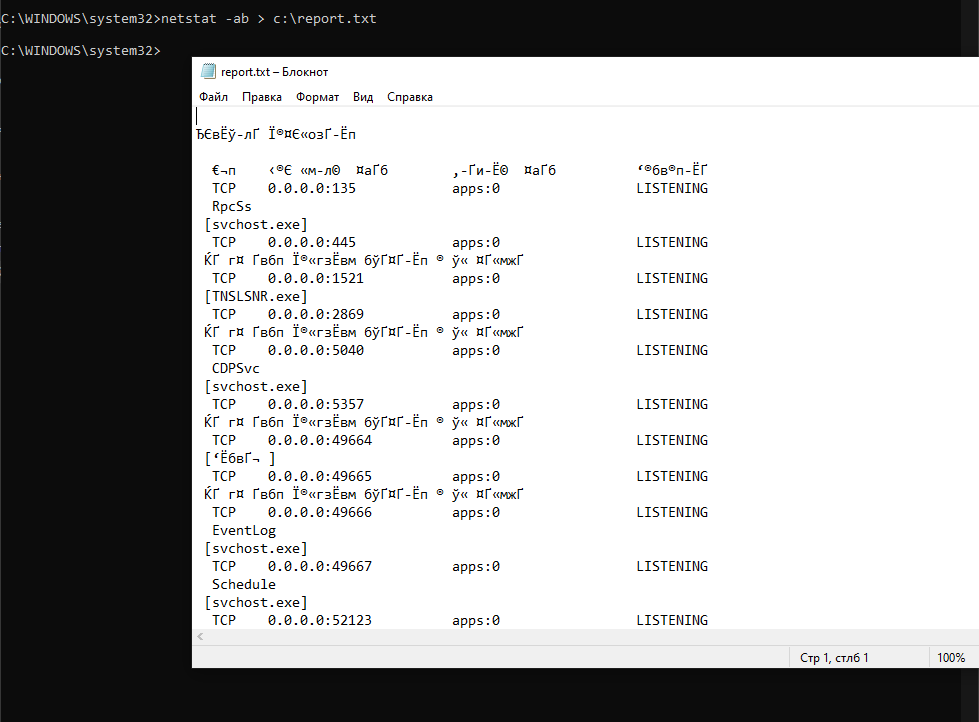 C:\WINDOWS\system32>netstat -ab > c:\report.txt
C:\WINDOWS\system32>
report.txt – Блокнот
Файл Правка Формат Вид Справка
ЂЄвЁў-лҐ Ї®¤Є«озҐ-Ёп
€¬п ‹®Є «м-л© ¤аҐб ‚-Ґи-Ё© ¤аҐб ‘®бв®п-ЁҐ
TCP 0.0.0.0:135 apps:0 LISTENING
RpcSs
[svchost.exe]
TCP 0.0.0.0:445 apps:0 LISTENING
ЌҐ г¤ Ґвбп Ї®«гзЁвм бўҐ¤Ґ-Ёп ® ў« ¤Ґ«мжҐ
TCP 0.0.0.0:1521 apps:0 LISTENING
[TNSLSNR.exe]
TCP 0.0.0.0:2869 apps:0 LISTENING
ЌҐ г¤ Ґвбп Ї®«гзЁвм бўҐ¤Ґ-Ёп ® ў« ¤Ґ«мжҐ
TCP 0.0.0.0:5040 apps:0 LISTENING
CDPSvc
[svchost.exe]
TCP 0.0.0.0:5357 apps:0 LISTENING
ЌҐ г¤ Ґвбп Ї®«гзЁвм бўҐ¤Ґ-Ёп ® ў« ¤Ґ«мжҐ
TCP 0.0.0.0:49664 apps:0 LISTENING
[‘ЁбвҐ¬ ]
TCP 0.0.0.0:49665 apps:0 LISTENING
ЌҐ г¤ Ґвбп Ї®«гзЁвм бўҐ¤Ґ-Ёп ® ў« ¤Ґ«мжҐ
TCP 0.0.0.0:49666 apps:0 LISTENING
EventLog
[svchost.exe]
TCP 0.0.0.0:49667 apps:0 LISTENING
Schedule
[svchost.exe]
TCP 0.0.0.0:52123 apps:0 LISTENING
Стр 1, стлб 1 100%